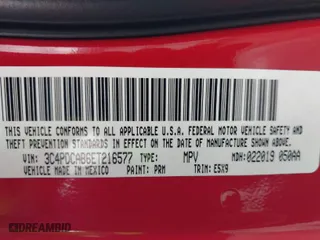 THIS VEHICLE CONFORMS TO ALL APPLICABLE U.S.A. FEDERAL MOTOR VEHICLE SAFETY AND
THEFT PREVENTION STANDARDS IN EFFECT ON THE DATE OF MANUFACTURE SHOWN ABOVE.
VIN: 3C4PDCAB6ET216577 TYPE: MPV MDH: 022019 050AA
VEHICLE MADE IN MEXICO PAINT: PRM TRIM: E5X9
DREAMBID